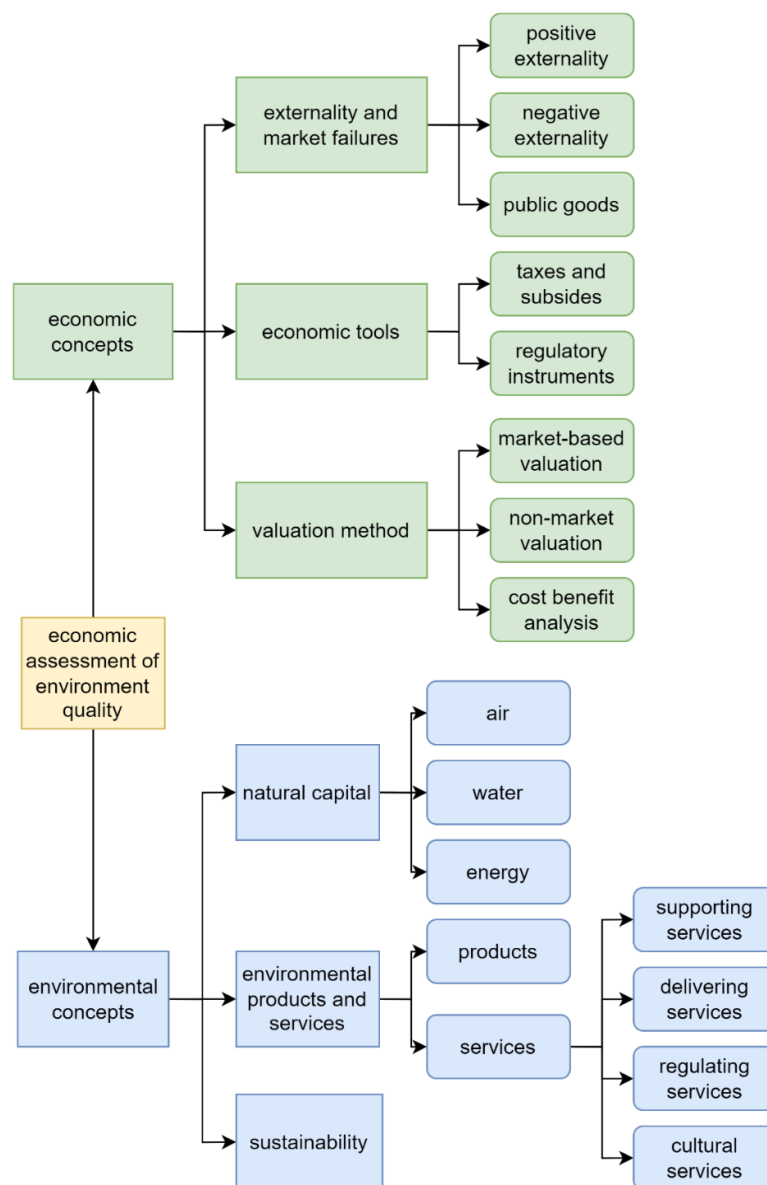 positive
externality
externality and
market failures
negative
externality
public goods
economic
concepts
economic tools
taxes and
subsides
regulatory
instruments
valuation method
market-based
valuation
non-market
valuation
cost benefit
analysis
economic
assessment of
environment
quality
natural capital
air
water
energy
environmental
concepts
environmental
products and
services
products
services
supporting
services
delivering
services
regulating
services
cultural
services
sustainability